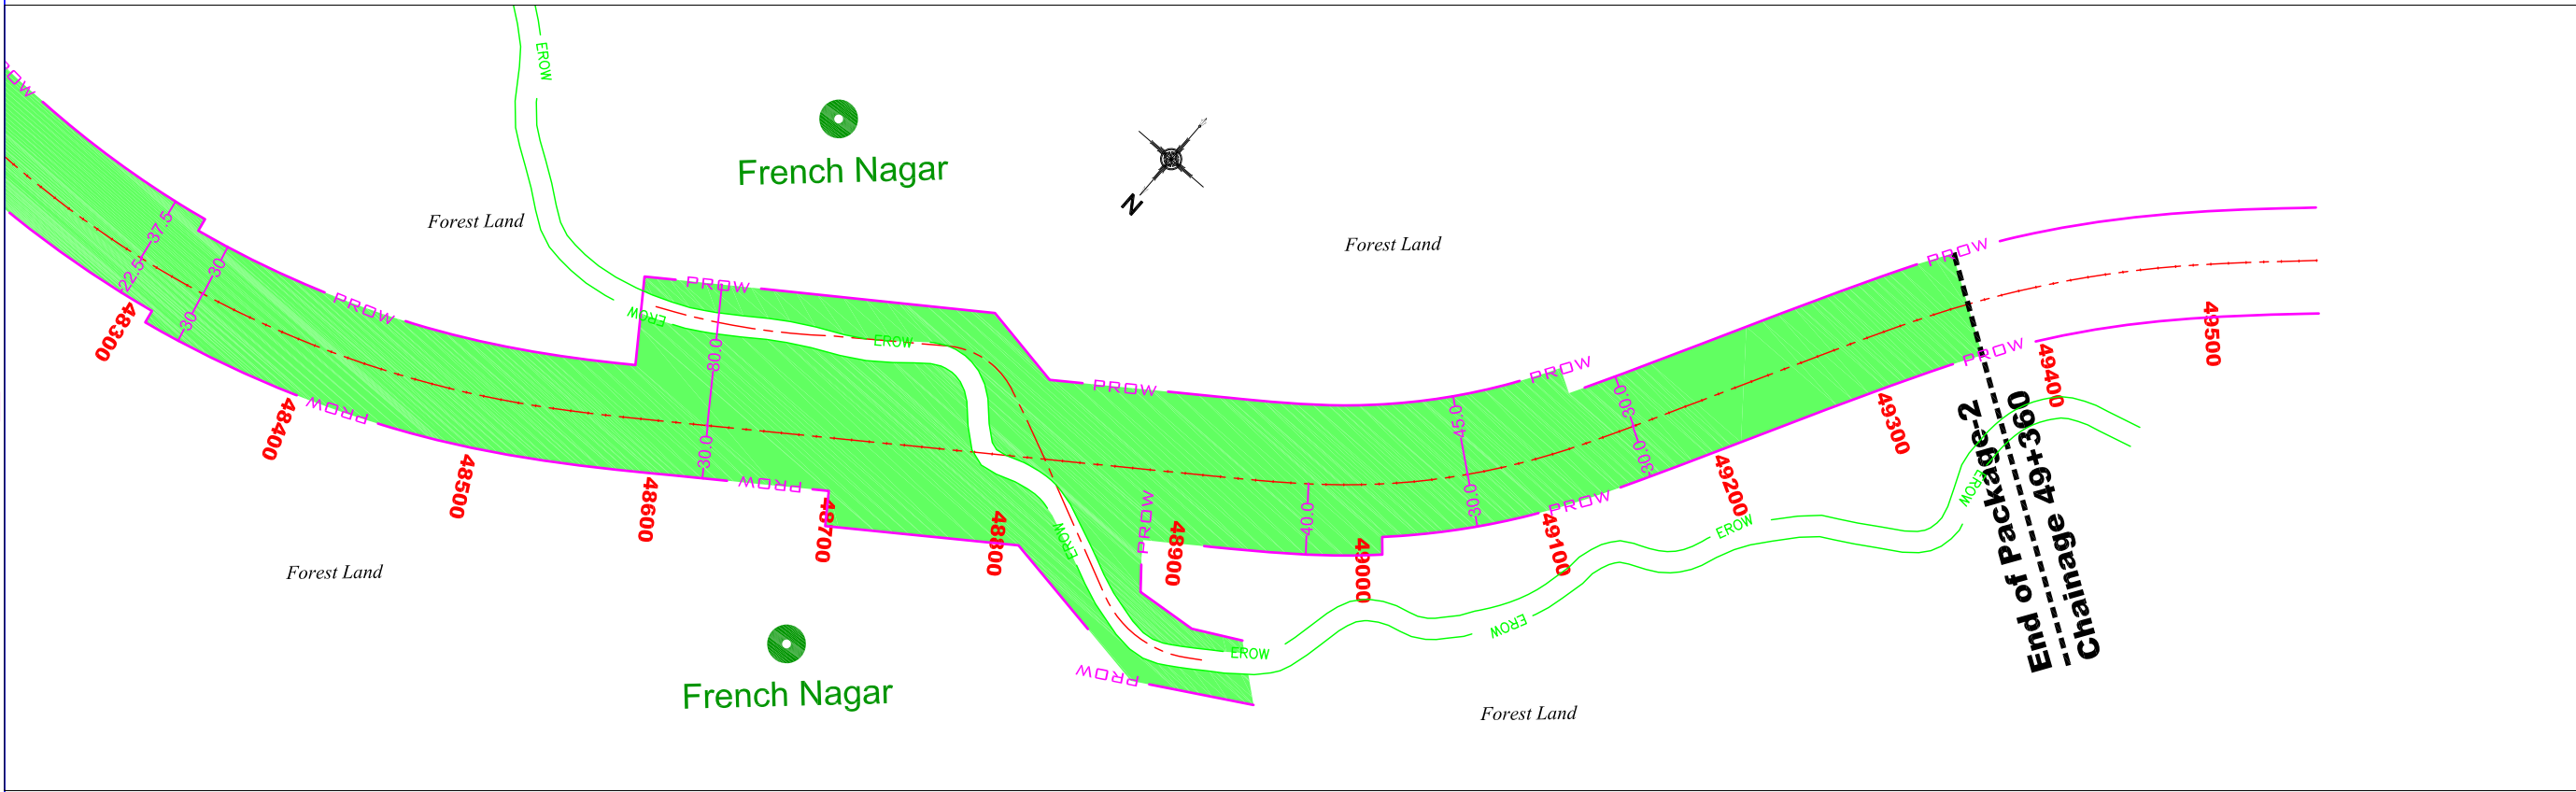 PROW
EROW
French Nagar
N
Forest Land
Forest Land
37.5
22.5
30
30
48300
PROW
PROW
48400
48500
EROW
PROW
80.0
30.0
48600
PROW
48700
EROW
48800
EROW
PROW
PROW
48900
40.0
49000
45.0
30.0
PROW
PROW
49100
30.0
30.0
49200
49300
PROW
PROW
49400
49500
End of Package-2
Chainage 49+360
EROW
EROW
EROW
EROW
PROW
Forest Land
French Nagar
Forest Land